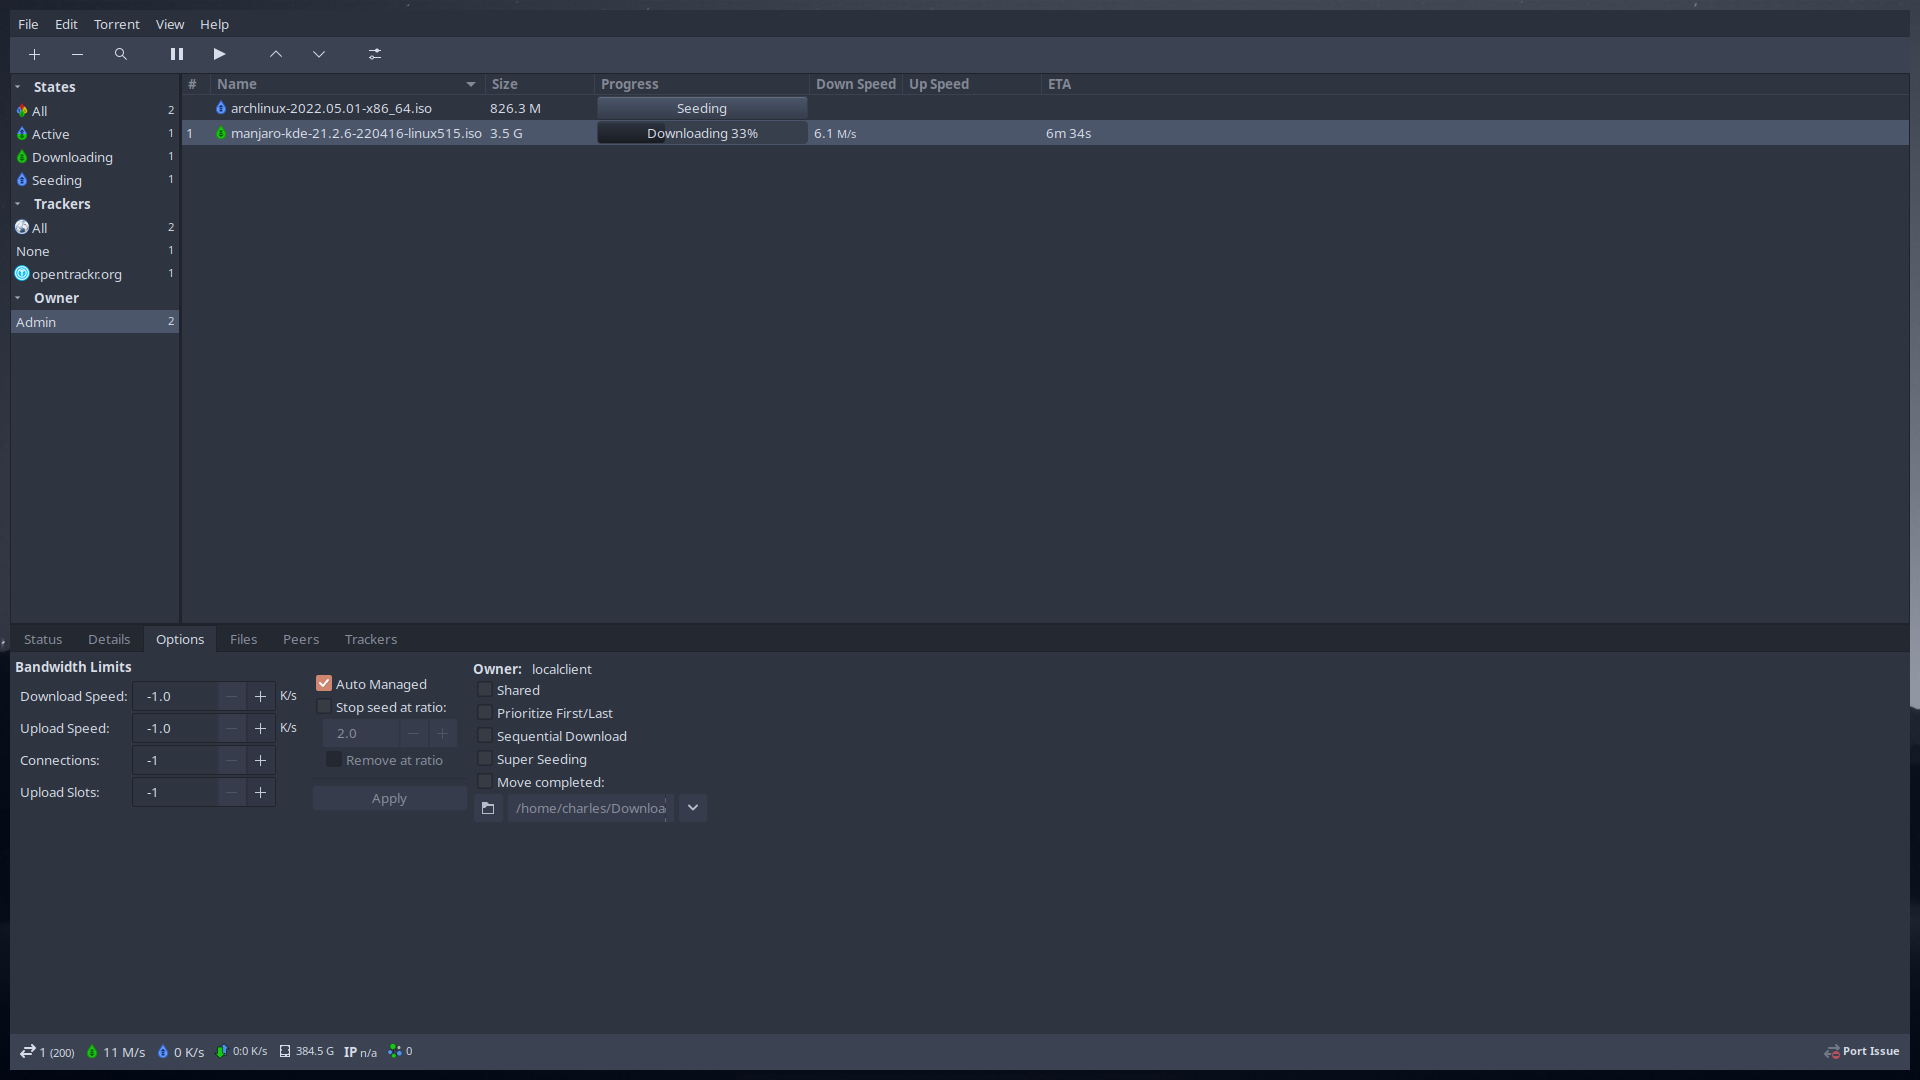 File Edit Torrent View Help
States
All 2
Active 1
Downloading 1
Seeding 1
Trackers
All 2
None 1
opentrackr.org 1
Owner
Admin 2
# Name Size Progress Down Speed Up Speed ETA
archlinux-2022.05.01-x86_64.iso 826.3 M Seeding
1 manjaro-kde-21.2.6-220416-linux515.iso 3.5 G Downloading 33% 6.1 M/s 6m 34s
Status Details Options Files Peers Trackers
Bandwidth Limits
Download Speed: -1.0 K/s
Upload Speed: -1.0 K/s
Connections: -1
Upload Slots: -1
Auto Managed
Stop seed at ratio:
2.0
Remove at ratio
Apply
Owner: localclient
Shared
Prioritize First/Last
Sequential Download
Super Seeding
Move completed:
/home/charles/Downloa
1 (200) 11 M/s 0 K/s 0:0 K/s 384.5 G IP n/a 0 Port Issue